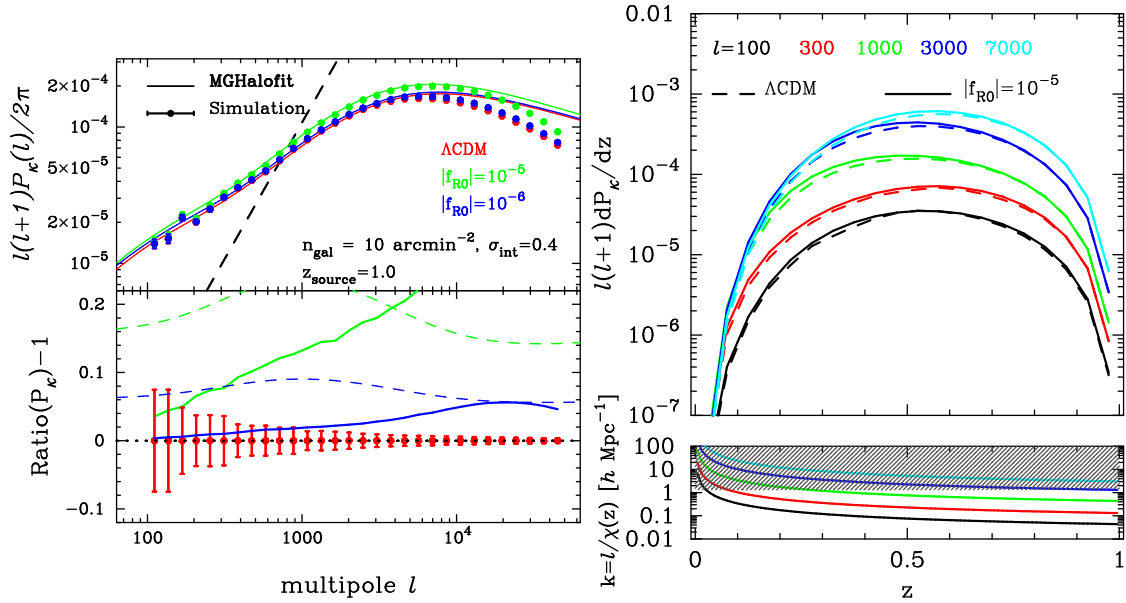 l(l+1)P_κ(l)/2π
2×10⁻⁴
10⁻⁴
5×10⁻⁵
2×10⁻⁵
10⁻⁵
MGHalofit
Simulation
ΛCDM
|f_R0|=10⁻⁵
|f_R0|=10⁻⁶
n_gal = 10 arcmin⁻², σ_int=0.4
z_source=1.0
Ratio(P_κ)−1
0.2
0.1
0
−0.1
100 1000 10⁴
multipole l
l(l+1)dP_κ/dz
0.01
10⁻³
10⁻⁴
10⁻⁵
10⁻⁶
10⁻⁷
l=100 300 1000 3000 7000
ΛCDM |f_R0|=10⁻⁵
k=l/χ(z) [h Mpc⁻¹]
100
10
1
0.1
0.01
0 0.5 1
z